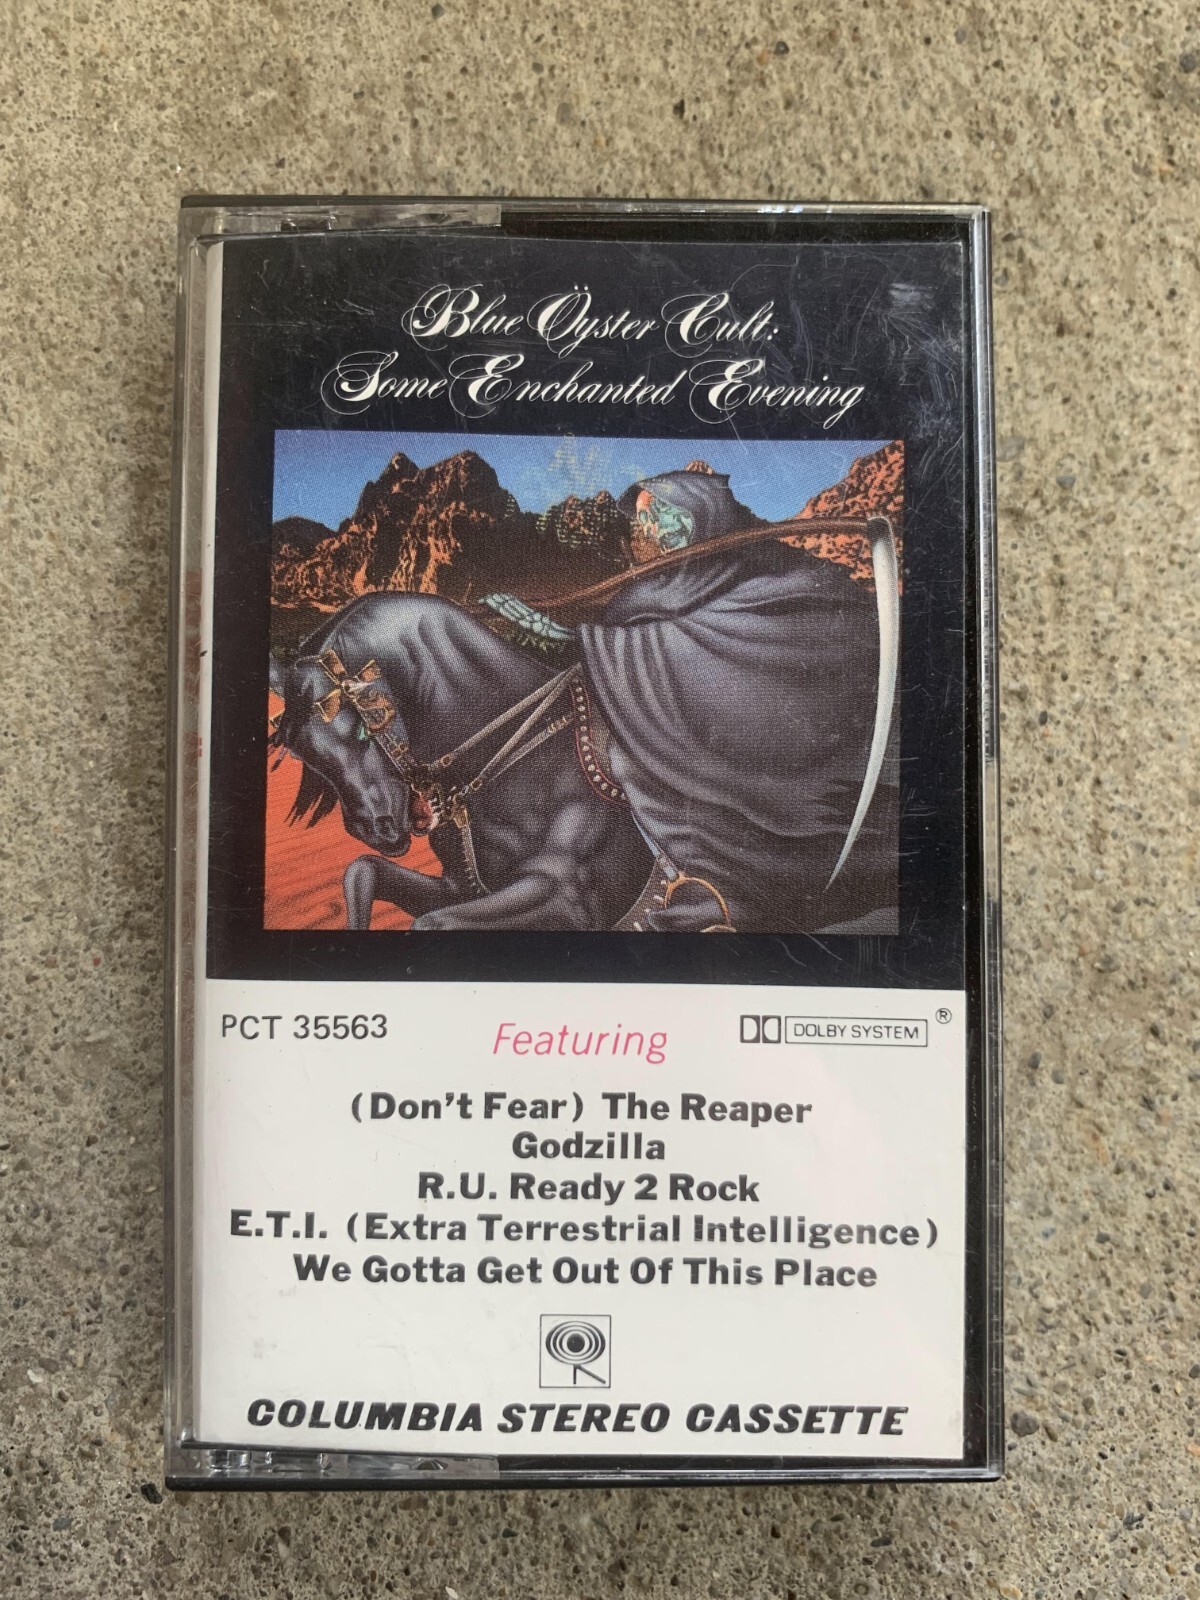 Blue Öyster Cult:
Some Enchanted Evening
PCT 35563
Featuring
DOLBY SYSTEM ®
(Don't Fear) The Reaper
Godzilla
R.U. Ready 2 Rock
E.T.I. (Extra Terrestrial Intelligence)
We Gotta Get Out Of This Place
COLUMBIA STEREO CASSETTE